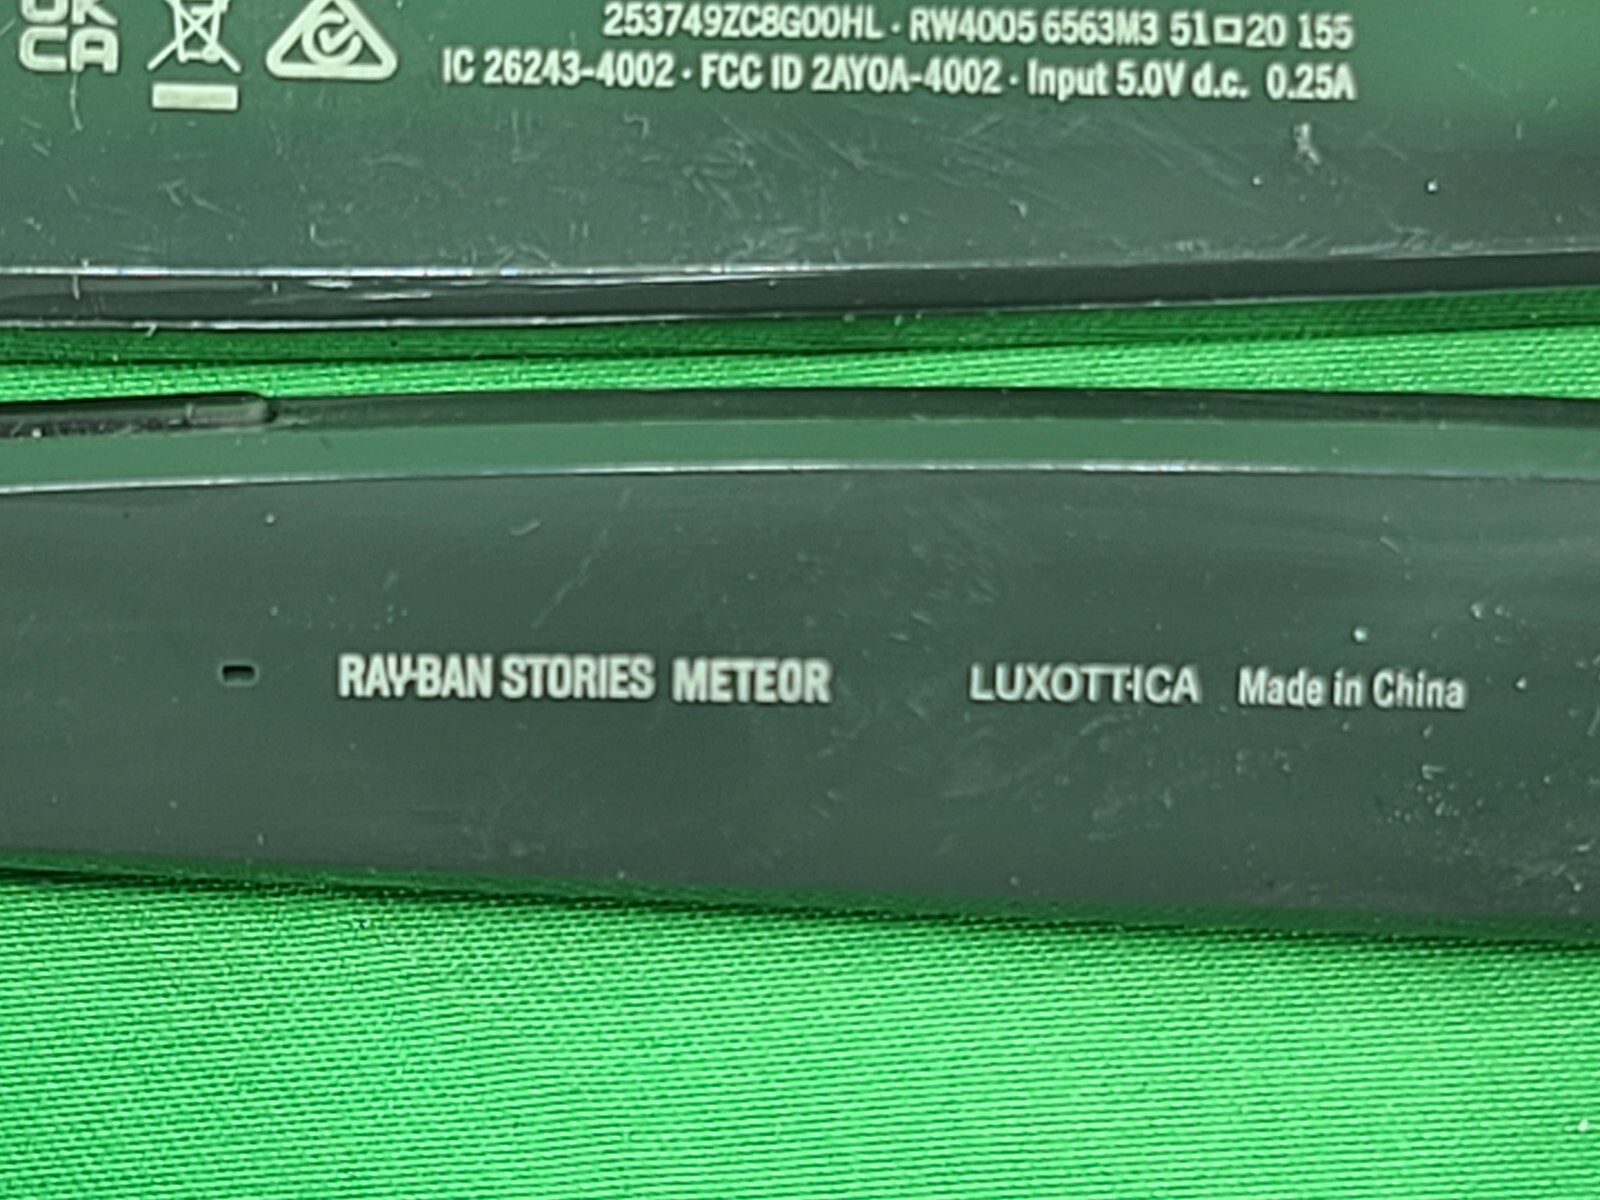 UK
CA
253749ZC8G00HL · RW4005 6563M3 51□20 155
IC 26243-4002 · FCC ID 2AYOA-4002 · Input 5.0V d.c. 0.25A
RAY-BAN STORIES METEOR LUXOTTICA Made in China